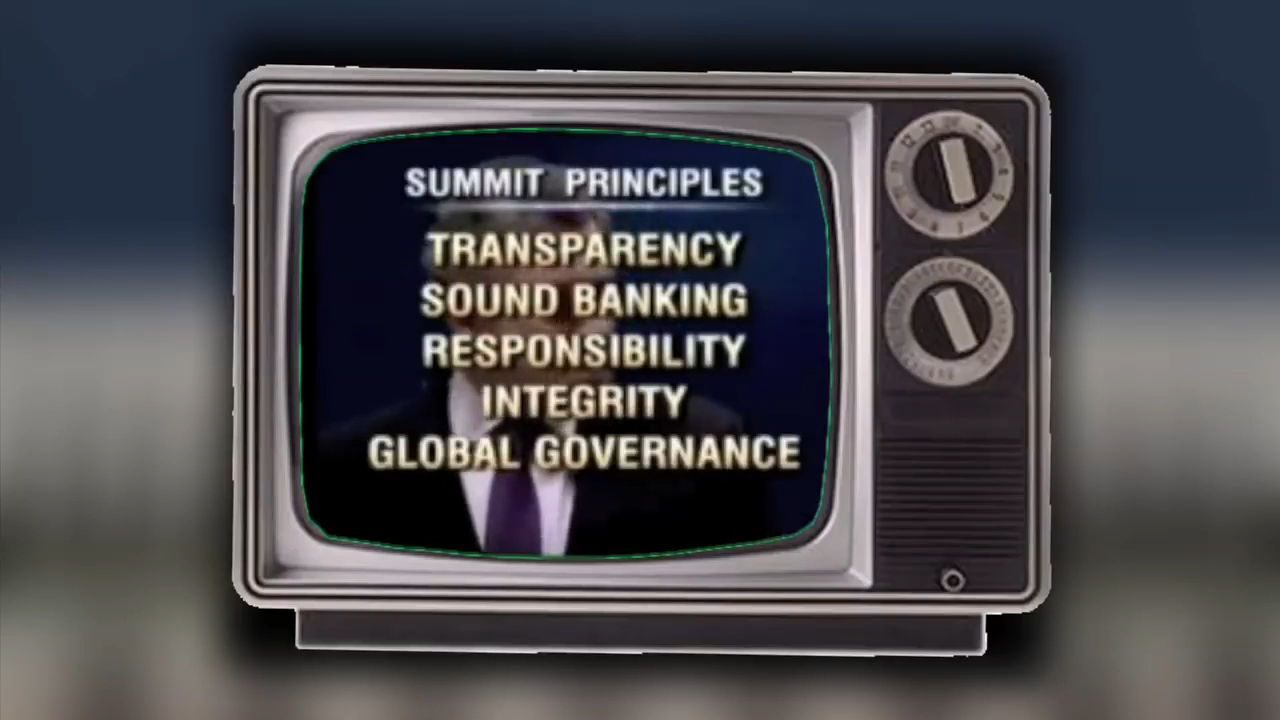 SUMMIT PRINCIPLES
TRANSPARENCY
SOUND BANKING
RESPONSIBILITY
INTEGRITY
GLOBAL GOVERNANCE